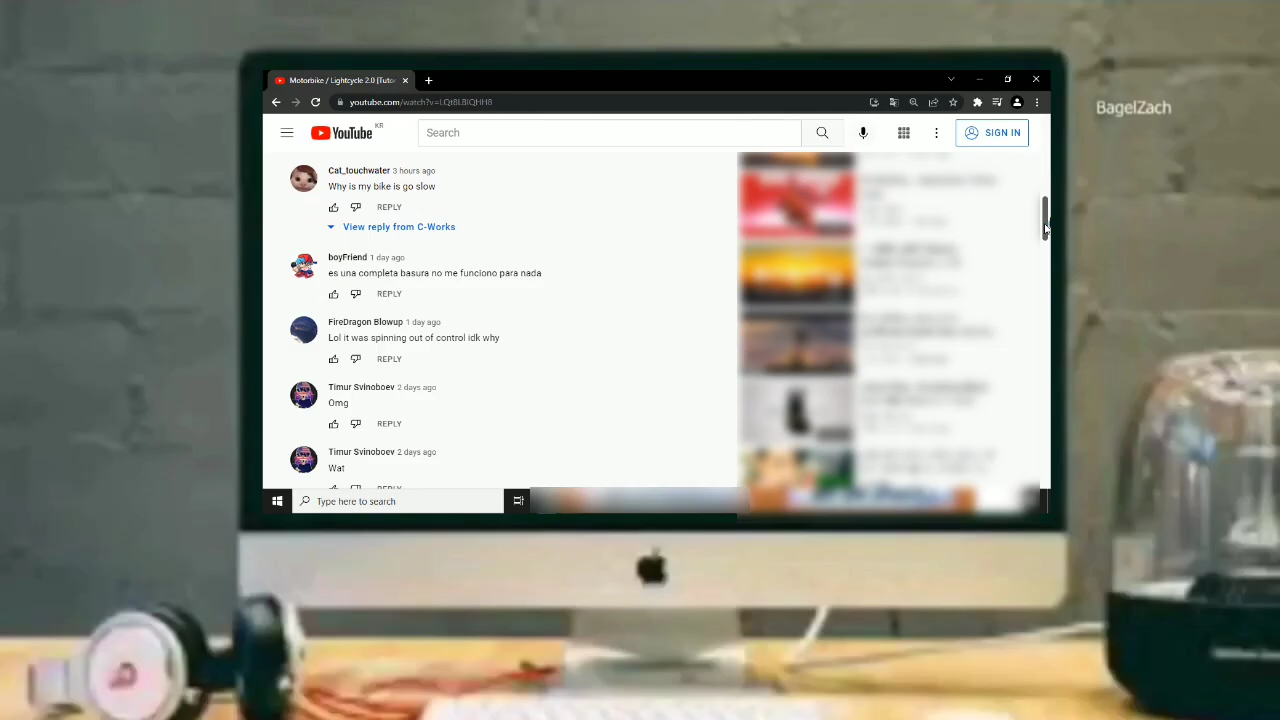 Motorbike / Lightcycle 2.0 [Tuto
youtube.com/watch?v=LQt8LBlQHH8
BagelZach
YouTube KR
Search
SIGN IN
Cat_touchwater 3 hours ago
Why is my bike is go slow
REPLY
View reply from C-Works
boyFriend 1 day ago
es una completa basura no me funciono para nada
REPLY
FireDragon Blowup 1 day ago
Lol it was spinning out of control idk why
REPLY
Timur Svinoboev 2 days ago
Omg
REPLY
Timur Svinoboev 2 days ago
Wat
REPLY
Type here to search